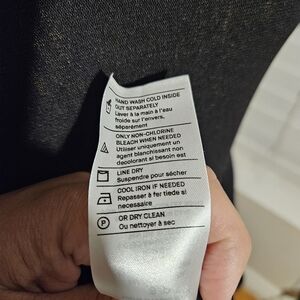 HAND WASH COLD INSIDE
OUT SEPARATELY
Laver à la main à l'eau
froide sur l'envers,
séparément
ONLY NON-CHLORINE
BLEACH WHEN NEEDED
Utiliser uniquement un
agent blanchissant non
décolorant si besoin est
LINE DRY
Suspendre pour sécher
COOL IRON IF NEEDED
Repasser à fer tiède si
nécessaire
P
OR DRY CLEAN
Ou nettoyer à sec